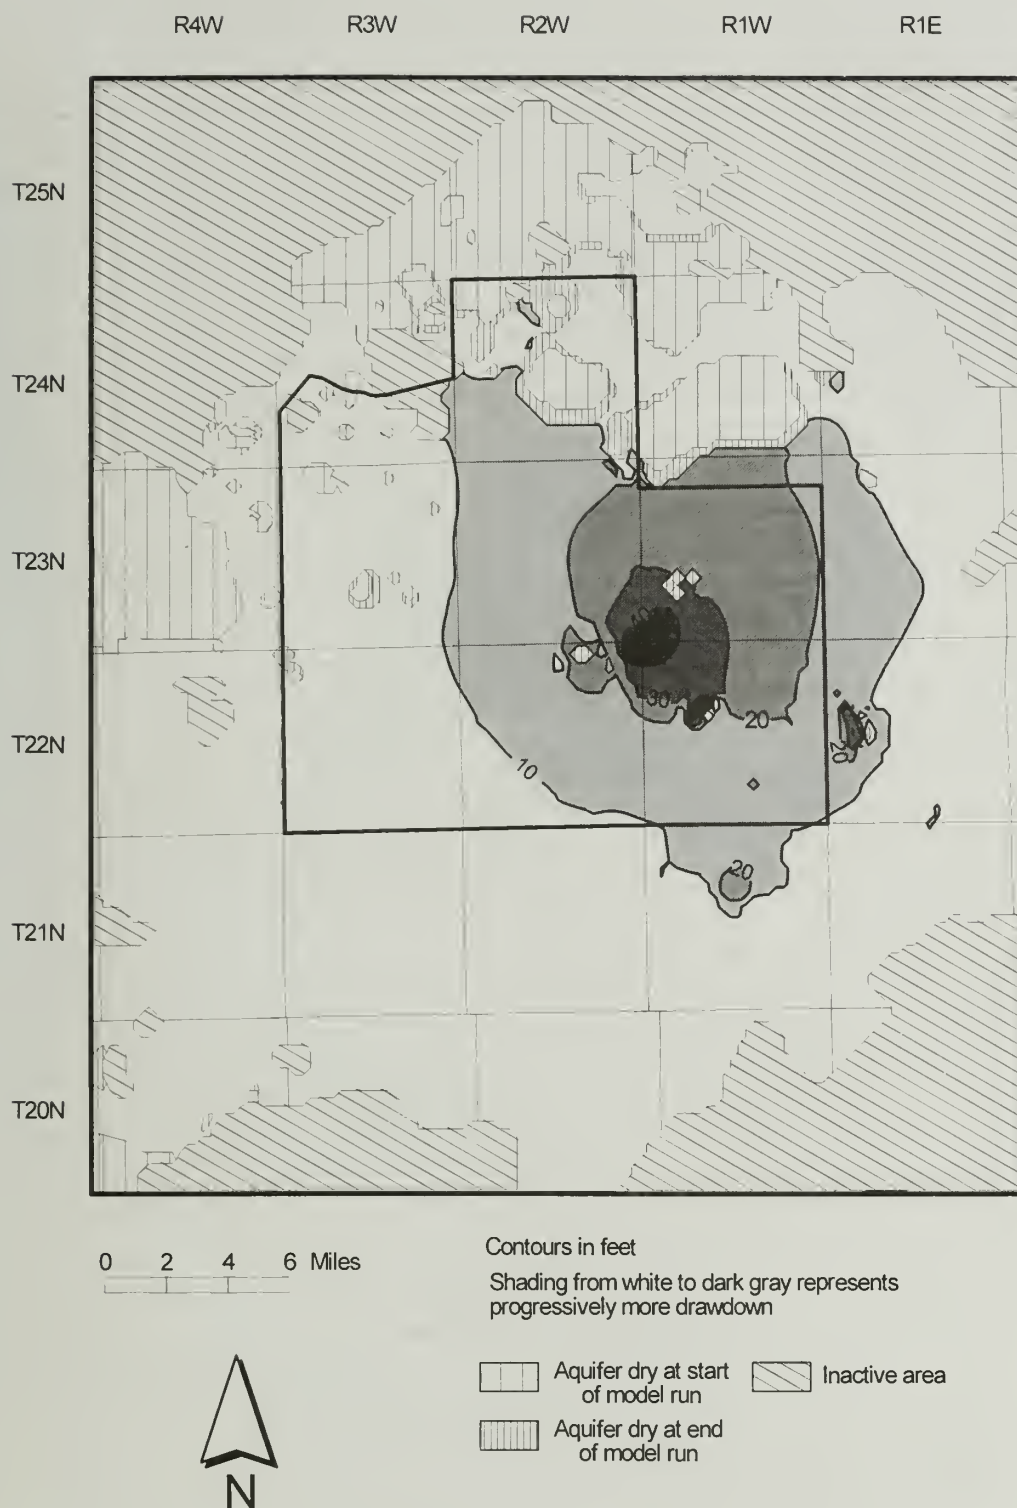 R4W R3W R2W R1W R1E
T25N
T24N
T23N
40
30
20
T22N
20
10
20
T21N
T20N
0 2 4 6 Miles
Contours in feet
Shading from white to dark gray represents
progressively more drawdown
Aquifer dry at start
of model run
Inactive area
Aquifer dry at end
of model run
N